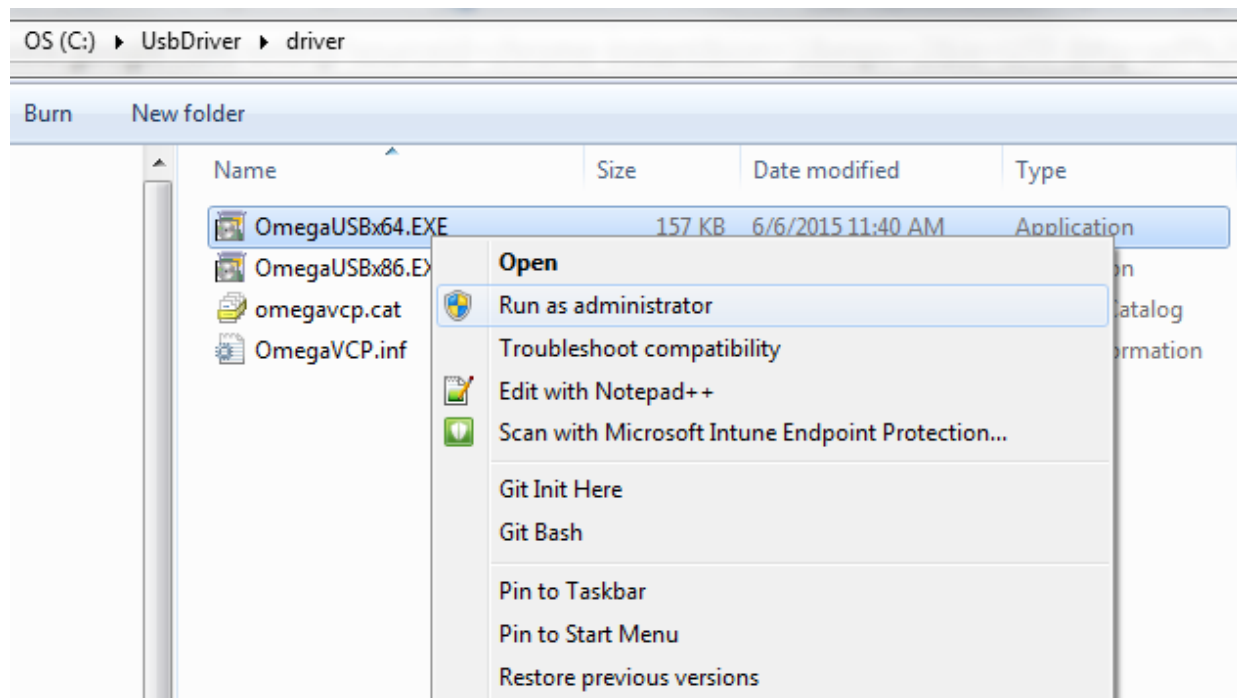 OS (C:) ▸ UsbDriver ▸ driver
Burn New folder
Name Size Date modified Type
OmegaUSBx64.EXE 157 KB 6/6/2015 11:40 AM Application
OmegaUSBx86.EX
omegavcp.cat
OmegaVCP.inf
Open
Run as administrator
Troubleshoot compatibility
Edit with Notepad++
Scan with Microsoft Intune Endpoint Protection...
Git Init Here
Git Bash
Pin to Taskbar
Pin to Start Menu
Restore previous versions